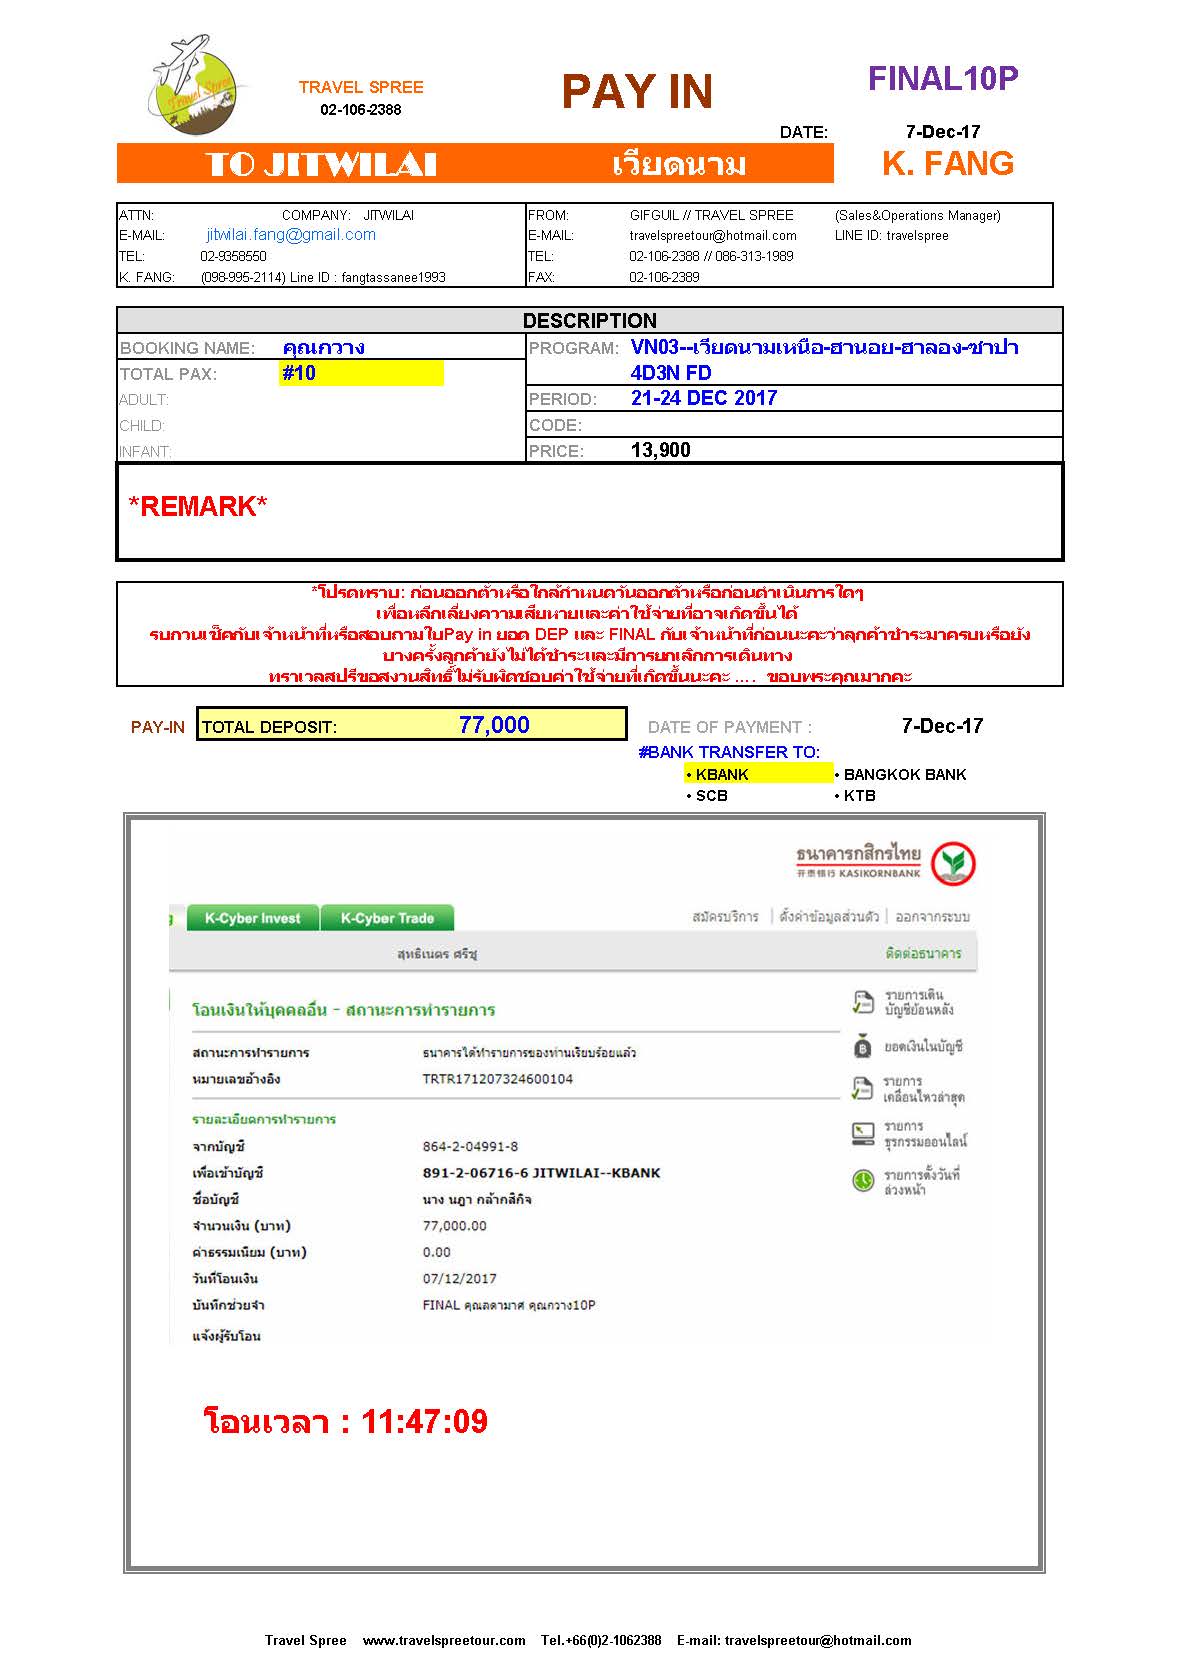 Travel Spree
TRAVEL SPREE
02-106-2388
PAY IN
FINAL10P
DATE: 7-Dec-17
TO JITWILAI เวียดนาม K. FANG
ATTN: COMPANY: JITWILAI
E-MAIL: jitwilai.fang@gmail.com
TEL: 02-9358550
K. FANG: (098-995-2114) Line ID : fangtassanee1993
FROM: GIFGUIL // TRAVEL SPREE (Sales&Operations Manager)
E-MAIL: travelspreetour@hotmail.com LINE ID: travelspree
TEL: 02-106-2388 // 086-313-1989
FAX: 02-106-2389
DESCRIPTION
BOOKING NAME: คุณกวาง
TOTAL PAX: #10
ADULT:
CHILD:
INFANT:
PROGRAM: VN03--เวียดนามเหนือ-ฮานอย-ฮาลอง-ซาปา
4D3N FD
PERIOD: 21-24 DEC 2017
CODE:
PRICE: 13,900
*REMARK*
*โปรดทราบ: ก่อนออกตั๋วหรือใกล้กำหนดวันออกตั๋วหรือก่อนดำเนินการใดๆ
เพื่อหลีกเลี่ยงความเสียหายและค่าใช้จ่ายที่อาจเกิดขึ้นได้
รบกวนเช็คกับเจ้าหน้าที่หรือสอบถามใบPay in ยอด DEP และ FINAL กับเจ้าหน้าที่ก่อนนะคะว่าลูกค้าชำระมาครบหรือยัง
บางครั้งลูกค้ายังไม่ได้ชำระและมีการยกเลิกการเดินทาง
ทราเวลสปรีขอสงวนสิทธิ์ไม่รับผิดชอบค่าใช้จ่ายที่เกิดขึ้นนะคะ .... ขอบพระคุณมากคะ
PAY-IN TOTAL DEPOSIT: 77,000 DATE OF PAYMENT : 7-Dec-17
#BANK TRANSFER TO:
• KBANK • BANGKOK BANK
• SCB • KTB
ธนาคารกสิกรไทย
开泰银行 KASIKORNBANK
K-Cyber Invest K-Cyber Trade สมัครบริการ | ตั้งค่าข้อมูลส่วนตัว | ออกจากระบบ
สุทธิเนตร ศรีชู ติดต่อธนาคาร
โอนเงินให้บุคคลอื่น - สถานะการทำรายการ
สถานะการทำรายการ ธนาคารได้ทำรายการของท่านเรียบร้อยแล้ว
หมายเลขอ้างอิง TRTR171207324600104
รายละเอียดการทำรายการ
จากบัญชี 864-2-04991-8
เพื่อเข้าบัญชี 891-2-06716-6 JITWILAI--KBANK
ชื่อบัญชี นาง นฎา กล้ากสิกิจ
จำนวนเงิน (บาท) 77,000.00
ค่าธรรมเนียม (บาท) 0.00
วันที่โอนเงิน 07/12/2017
บันทึกช่วยจำ FINAL คุณลดามาศ คุณกวาง10P
แจ้งผู้รับโอน
รายการเดิน
บัญชีย้อนหลัง
ยอดเงินในบัญชี
รายการ
เคลื่อนไหวล่าสุด
รายการ
ธุรกรรมออนไลน์
รายการตั้งวันที่
ล่วงหน้า
โอนเวลา : 11:47:09
Travel Spree www.travelspreetour.com Tel.+66(0)2-1062388 E-mail: travelspreetour@hotmail.com